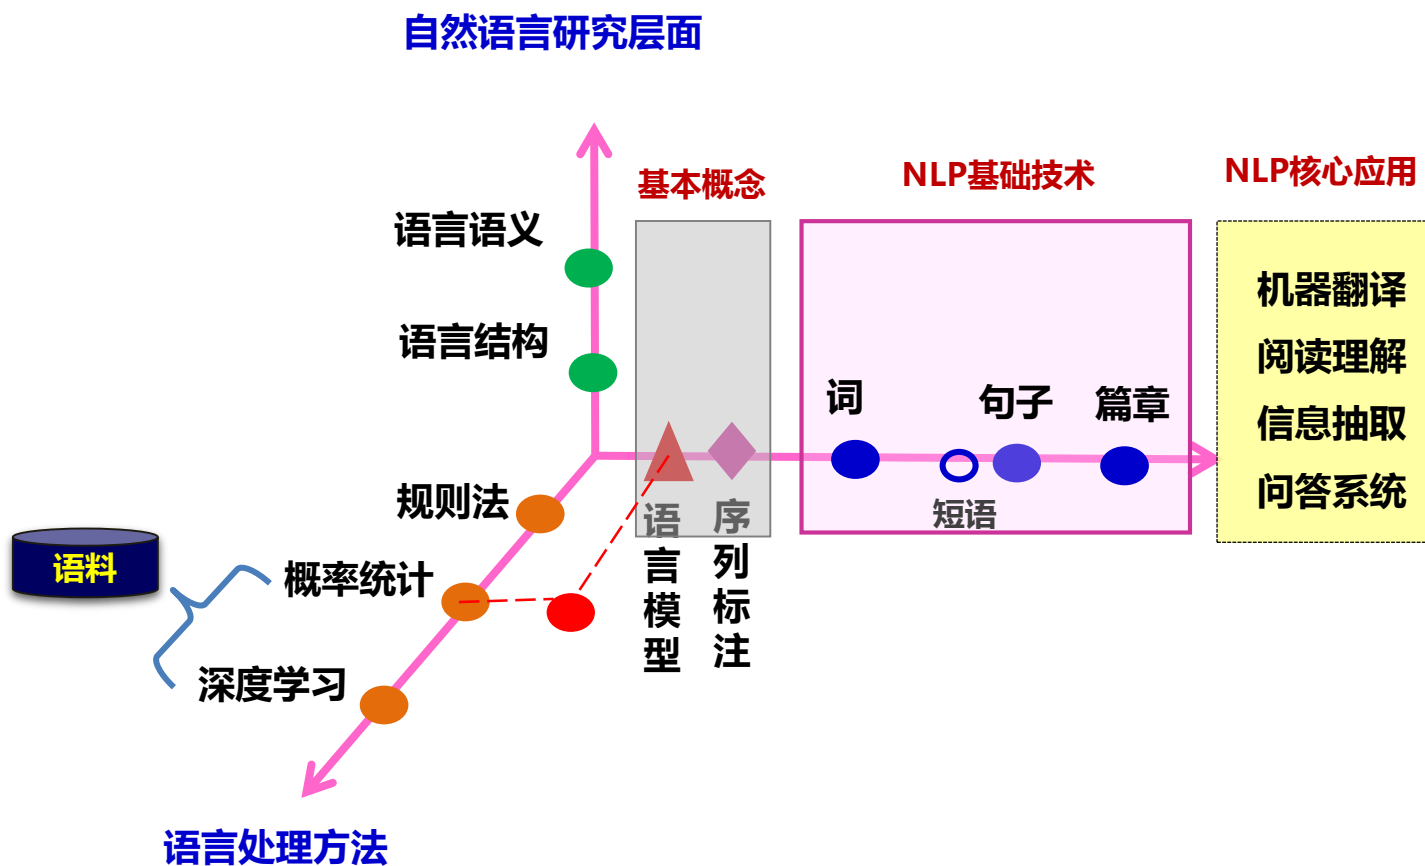 自然语言研究层面
基本概念
NLP基础技术
NLP核心应用
语言语义
语言结构
机器翻译
阅读理解
信息抽取
问答系统
词
句子
篇章
短语
规则法
概率统计
深度学习
语料
语言模型
序列标注
语言处理方法